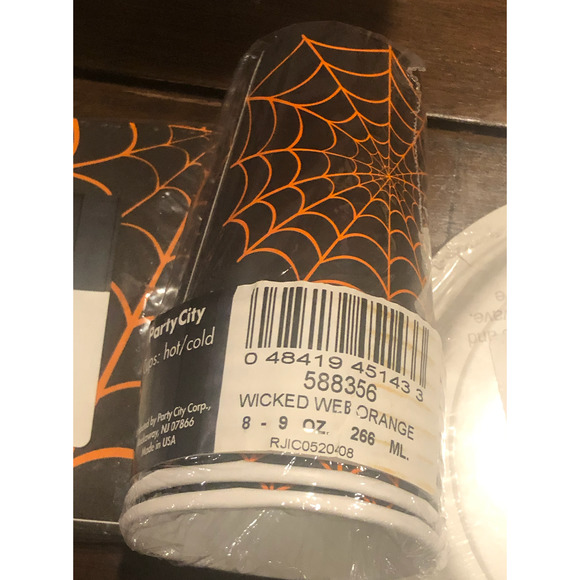 Party City
hot/cold
by Party City Corp.,
NJ 07866
Made in USA
0 48419 45143 3
588356
WICKED WEB ORANGE
8 - 9 OZ. 266 ML.
RJIC0520408